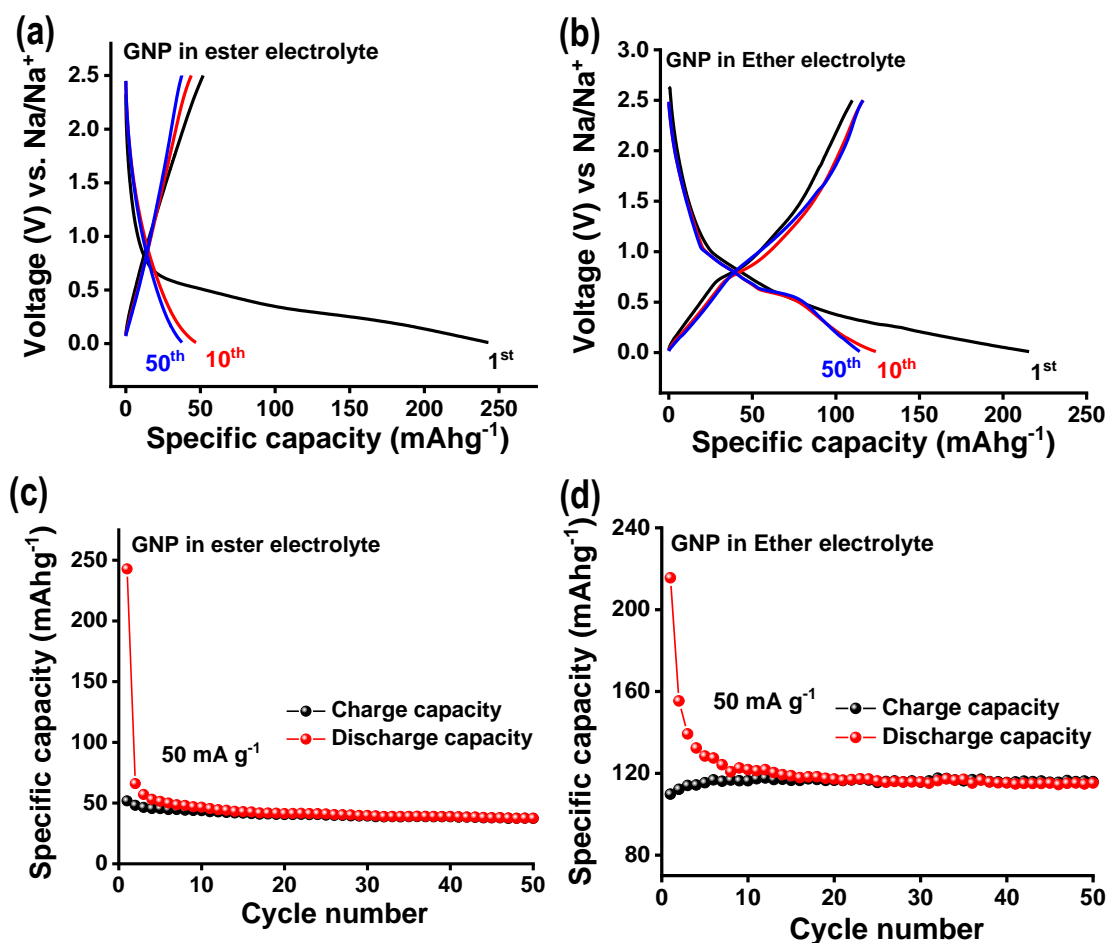 (a)
GNP in ester electrolyte
2.5
2.0
1.5
1.0
0.5
0.0
Voltage (V) vs. Na/Na⁺
50ᵗʰ
10ᵗʰ
1ˢᵗ
0
50
100
150
200
250
Specific capacity (mAhg⁻¹)
(b)
GNP in Ether electrolyte
3.0
2.5
2.0
1.5
1.0
0.5
0.0
Voltage (V) vs Na/Na⁺
50ᵗʰ
10ᵗʰ
1ˢᵗ
0
50
100
150
200
250
Specific capacity (mAhg⁻¹)
(c)
GNP in ester electrolyte
250
200
150
100
50
0
Specific capacity (mAhg⁻¹)
Charge capacity
Discharge capacity
50 mA g⁻¹
0
10
20
30
40
50
Cycle number
(d)
GNP in Ether electrolyte
240
200
160
120
80
Specific capacity (mAhg⁻¹)
50 mA g⁻¹
Charge capacity
Discharge capacity
0
10
20
30
40
50
Cycle number